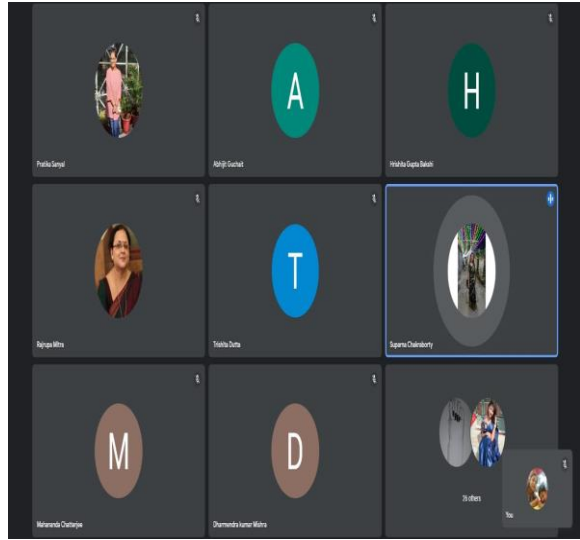 A
H
Pratika Sanyal
Abhijit Guchait
Hrishita Gupta Bakshi
T
Rajrupa Mitra
Trishita Dutta
Suparna Chakraborty
M
D
36 others
You
Mahananda Chatterjee
Dharmendra kumar Mishra